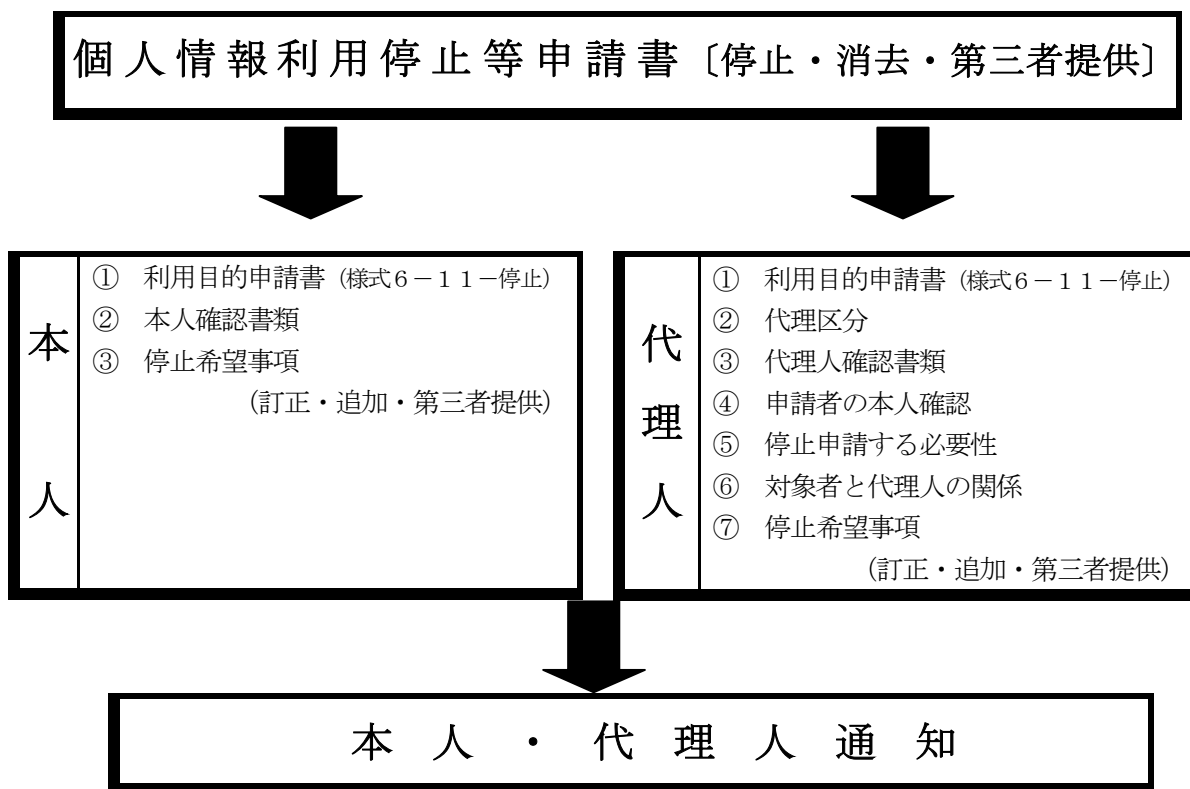 個人情報利用停止等申請書〔停止・消去・第三者提供〕
本人
① 利用目的申請書（様式６－１１－停止）
② 本人確認書類
③ 停止希望事項
（訂正・追加・第三者提供）
代理人
① 利用目的申請書（様式６－１１－停止）
② 代理区分
③ 代理人確認書類
④ 申請者の本人確認
⑤ 停止申請する必要性
⑥ 対象者と代理人の関係
⑦ 停止希望事項
（訂正・追加・第三者提供）
本人・代理人通知